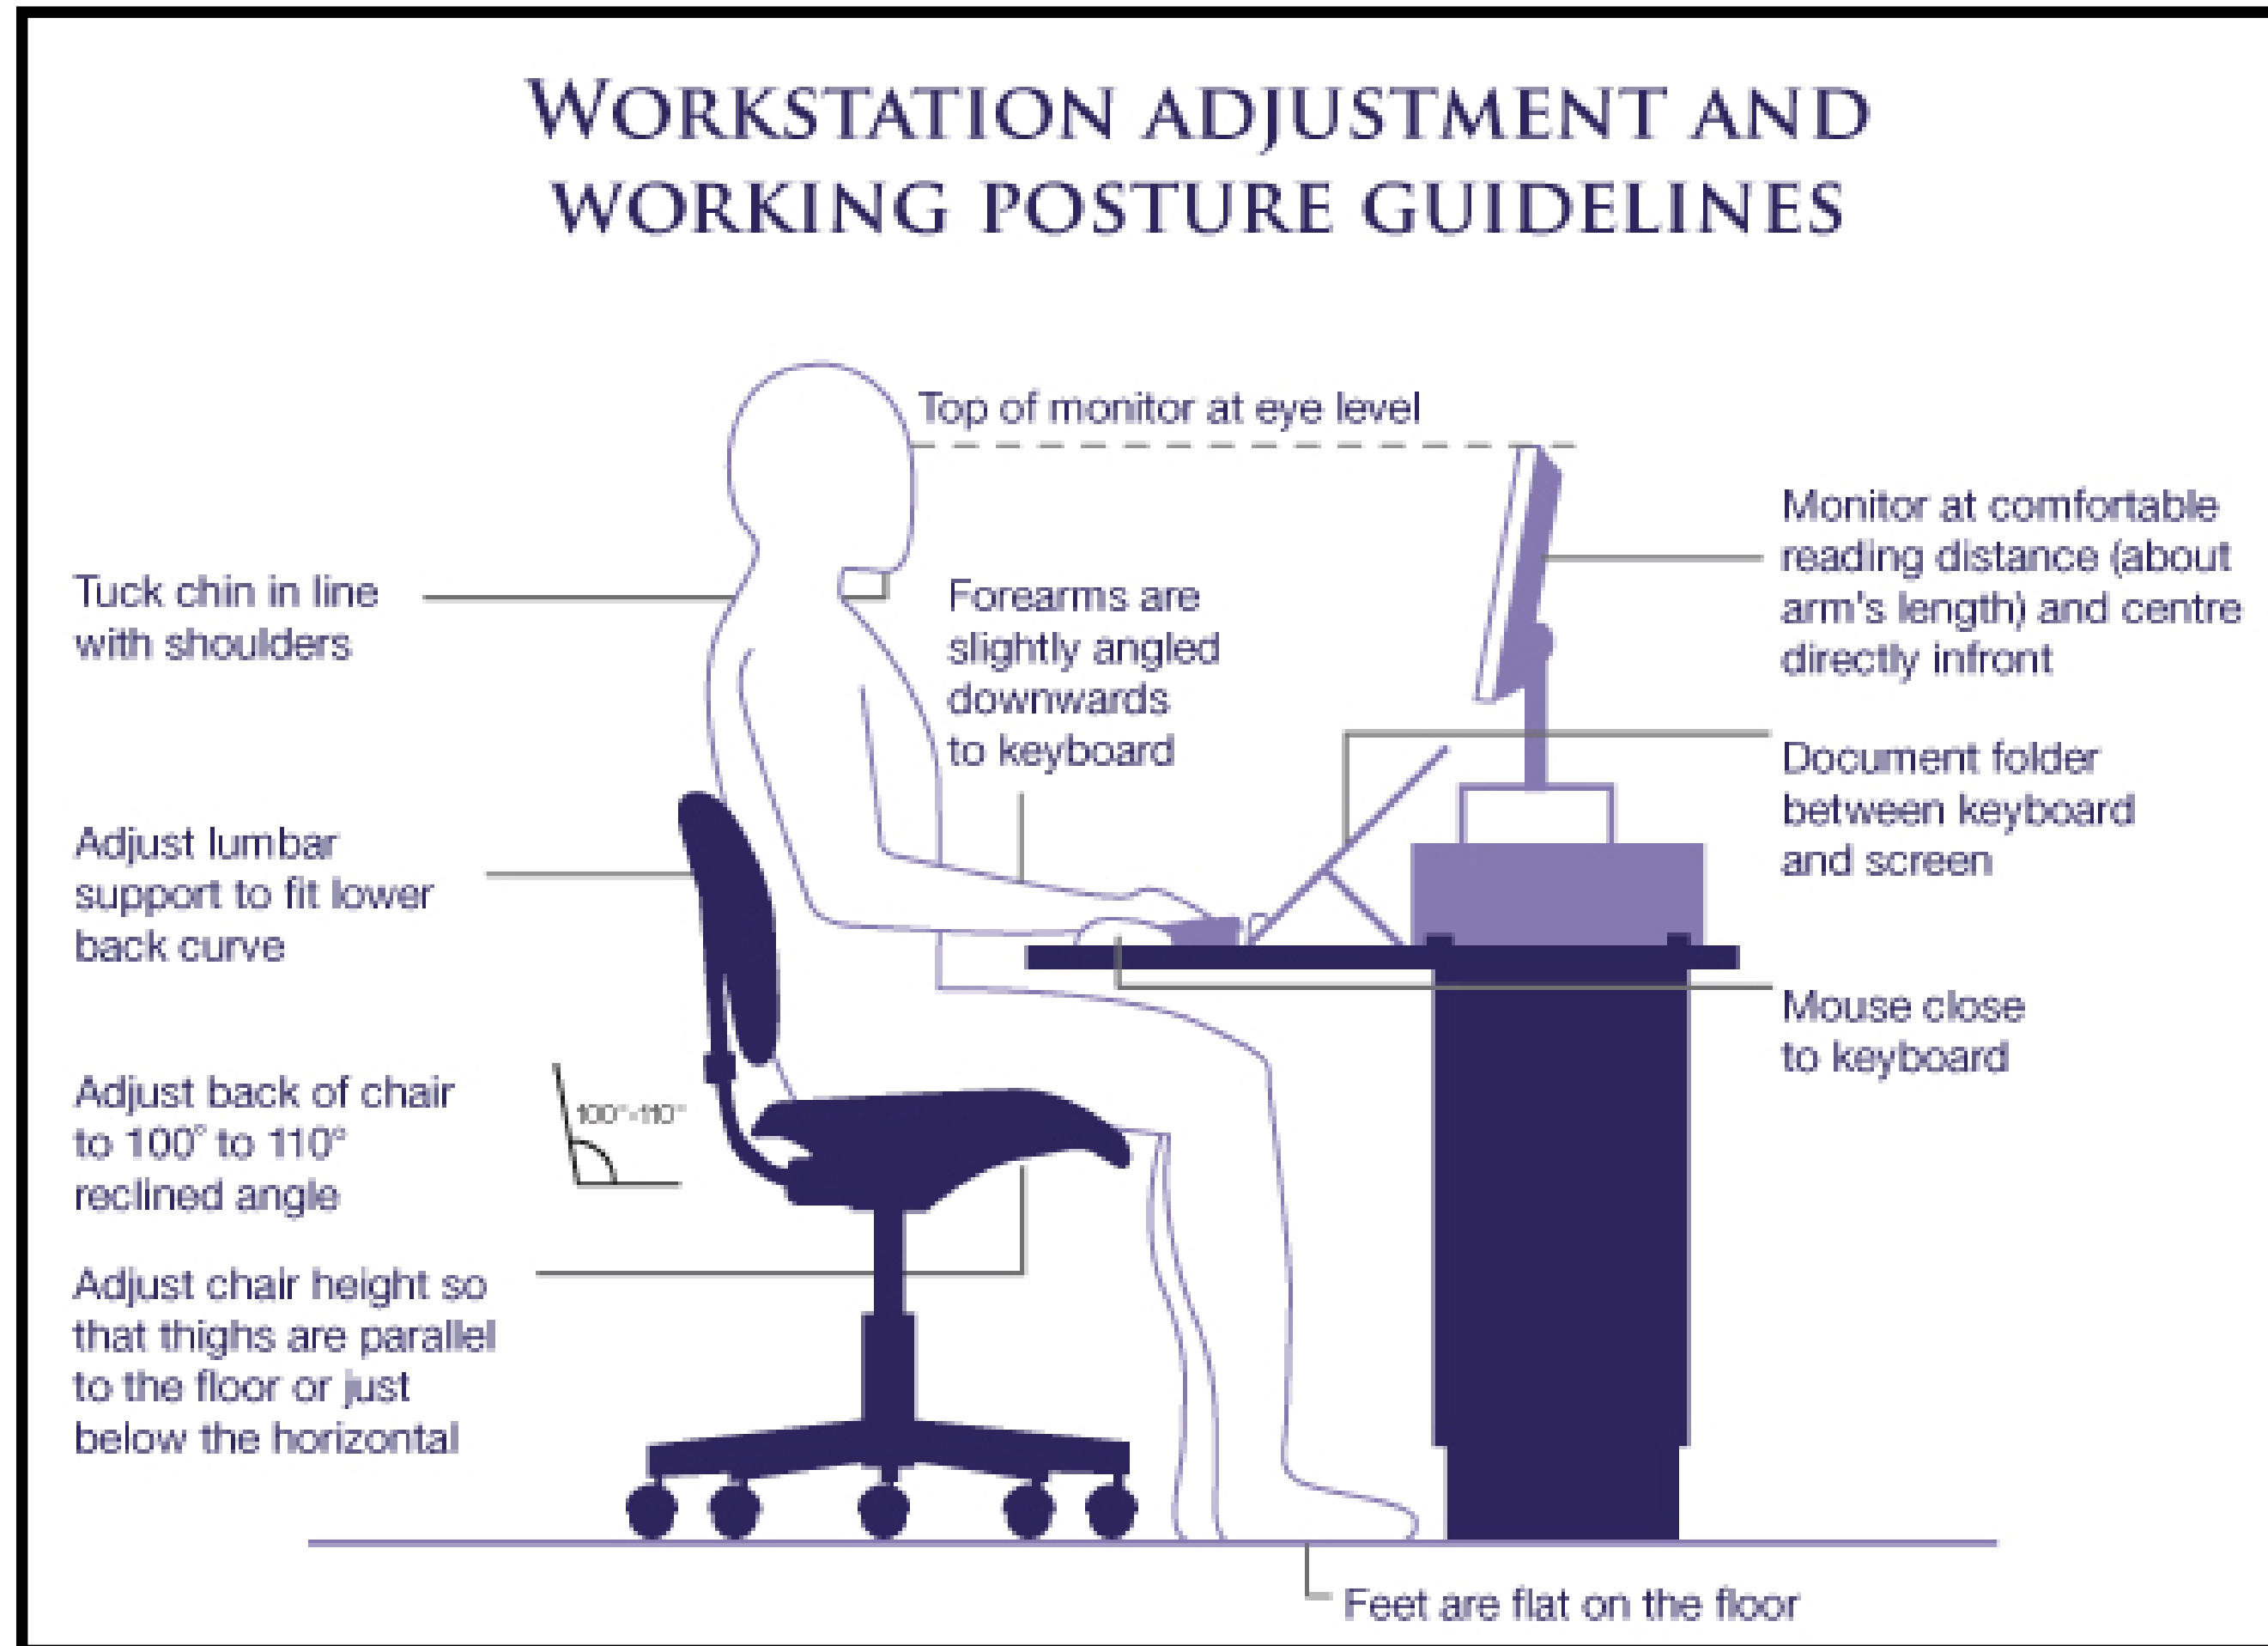 WORKSTATION ADJUSTMENT AND
WORKING POSTURE GUIDELINES
Top of monitor at eye level
Monitor at comfortable
reading distance (about
arm's length) and centre
directly infront
Tuck chin in line
with shoulders
Forearms are
slightly angled
downwards
to keyboard
Document folder
between keyboard
and screen
Adjust lumbar
support to fit lower
back curve
Mouse close
to keyboard
Adjust back of chair
to 100° to 110°
reclined angle
100°-110°
Adjust chair height so
that thighs are parallel
to the floor or just
below the horizontal
Feet are flat on the floor